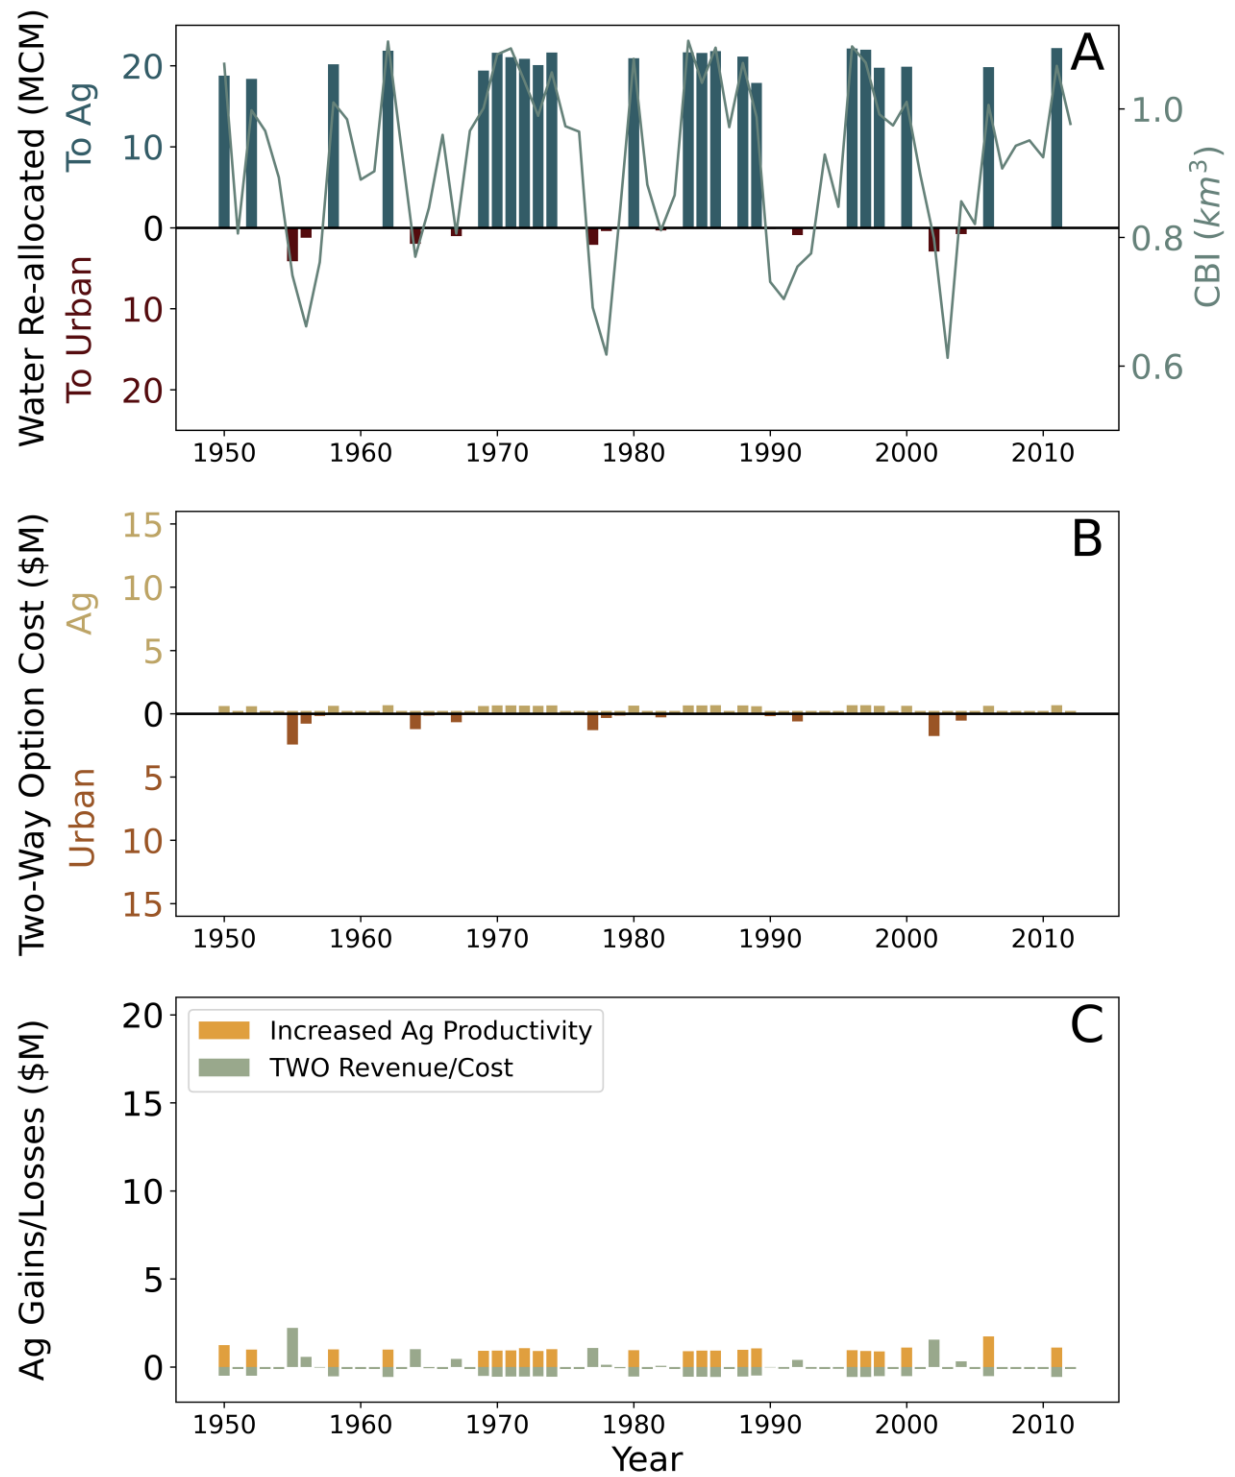 Water Re-allocated (MCM)
To Ag
To Urban
20
10
0
10
20
A
1.0
0.8
0.6
CBI (km³)
1950 1960 1970 1980 1990 2000 2010
Two-Way Option Cost ($M)
Ag
Urban
15
10
5
0
5
10
15
B
1950 1960 1970 1980 1990 2000 2010
Ag Gains/Losses ($M)
20
15
10
5
0
Increased Ag Productivity
TWO Revenue/Cost
C
1950 1960 1970 1980 1990 2000 2010
Year